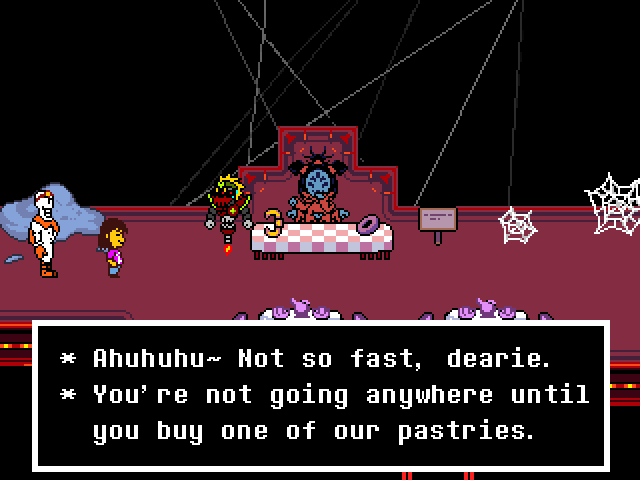 * Ahuhuhu~ Not so fast, dearie.
* You're not going anywhere until
you buy one of our pastries.